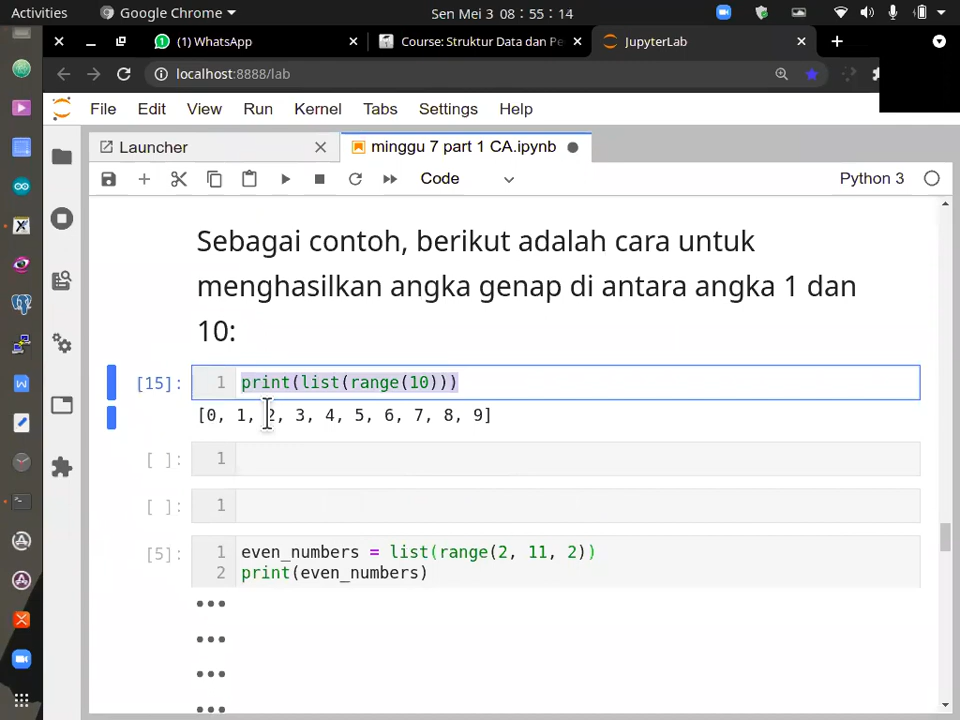 Activities
Google Chrome
Sen Mei 3 08:55:14
(1) WhatsApp
Course: Struktur Data dan Pe
JupyterLab
localhost:8888/lab
File Edit View Run Kernel Tabs Settings Help
Launcher
minggu 7 part 1 CA.ipynb
Code
Python 3
Sebagai contoh, berikut adalah cara untuk
menghasilkan angka genap di antara angka 1 dan
10:
[15]: 1 print(list(range(10)))
[0, 1, 2, 3, 4, 5, 6, 7, 8, 9]
[ ]: 1
[ ]: 1
[5]: 1 even_numbers = list(range(2, 11, 2))
2 print(even_numbers)